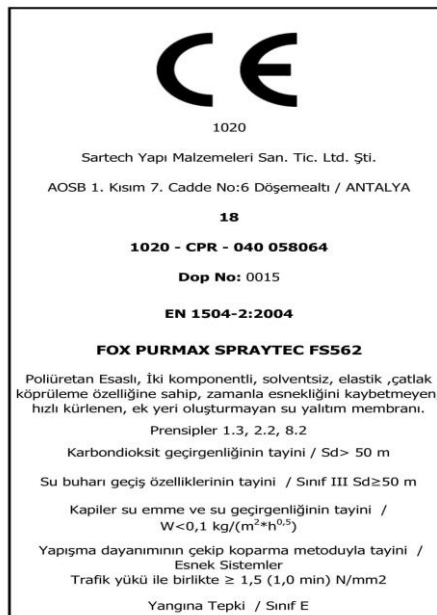 CE
1020
Sartech Yapı Malzemeleri San. Tic. Ltd. Şti.
AOSB 1. Kısım 7. Cadde No:6 Döşemealtı / ANTALYA
18
1020 - CPR - 040 058064
Dop No: 0015
EN 1504-2:2004
FOX PURMAX SPRAYTEC FS562
Poliüretan Esaslı, İki komponentli, solventsiz, elastik ,çatlak
köprüleme özelliğine sahip, zamanla esnekliğini kaybetmeyen,
hızlı kürlenen, ek yeri oluşturmayan su yalıtım membranı.
Prensipler 1.3, 2.2, 8.2
Karbondioksit geçirgenliğinin tayini / Sd> 50 m
Su buharı geçiş özelliklerinin tayini / Sınıf III Sd≥50 m
Kapiler su emme ve su geçirgenliğinin tayini /
W<0,1 kg/(m²*h⁰,⁵)
Yapışma dayanımının çekip koparma metoduyla tayini /
Esnek Sistemler
Trafik yükü ile birlikte ≥ 1,5 (1,0 min) N/mm2
Yangına Tepki / Sınıf E